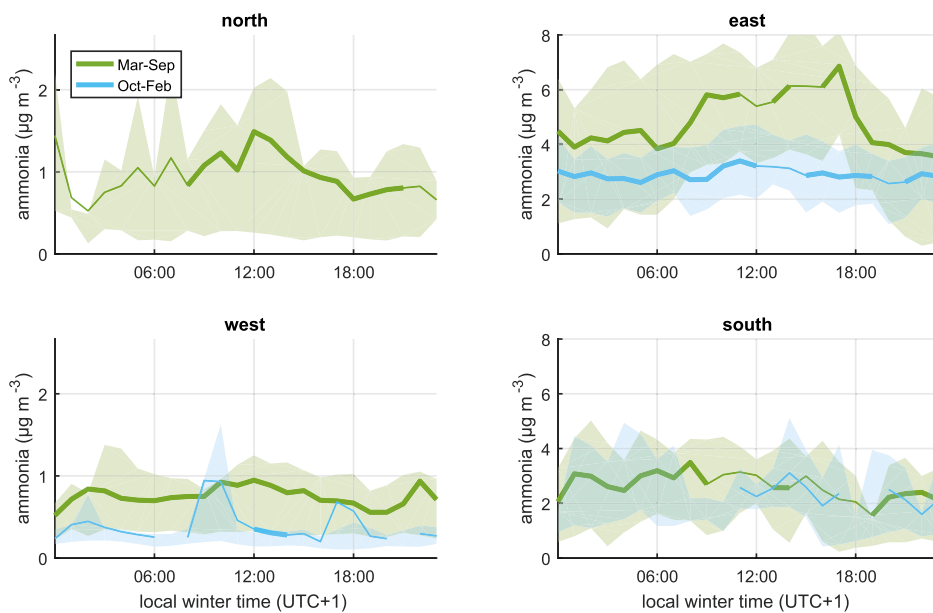 north
ammonia (µg m⁻³)
2
1
0
Mar-Sep
Oct-Feb
06:00 12:00 18:00
east
ammonia (µg m⁻³)
8
6
4
2
0
06:00 12:00 18:00
west
ammonia (µg m⁻³)
2
1
0
06:00 12:00 18:00
local winter time (UTC+1)
south
ammonia (µg m⁻³)
8
6
4
2
0
06:00 12:00 18:00
local winter time (UTC+1)